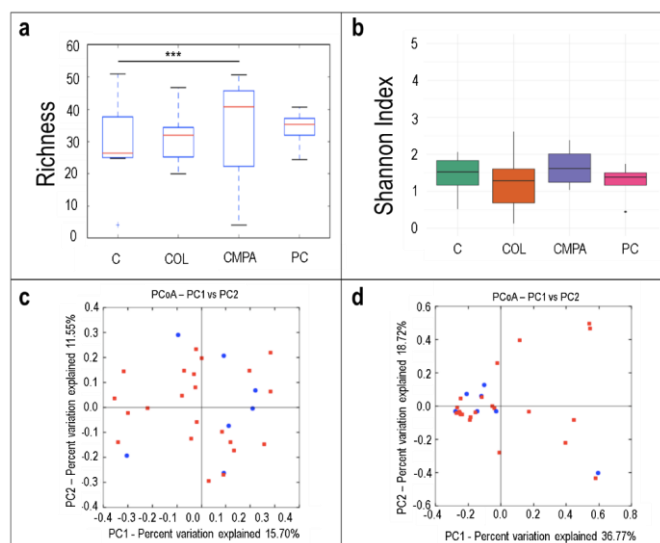 a
***
60
50
40
30
20
10
0
Richness
C COL CMPA PC
b
5
4
3
2
1
0
Shannon Index
C COL CMPA PC
c
PCoA – PC1 vs PC2
0.4
0.3
0.2
0.1
0.0
-0.1
-0.2
-0.3
-0.4
PC2 – Percent variation explained 11.55%
-0.4 -0.3 -0.2 -0.1 0.0 0.1 0.2 0.3 0.4
PC1 - Percent variation explained 15.70%
d
PCoA – PC1 vs PC2
0.6
0.4
0.2
0.0
-0.2
-0.4
-0.6
PC2 – Percent variation explained 18.72%
-0.4 -0.2 0.0 0.2 0.4 0.6 0.8
PC1 - Percent variation explained 36.77%